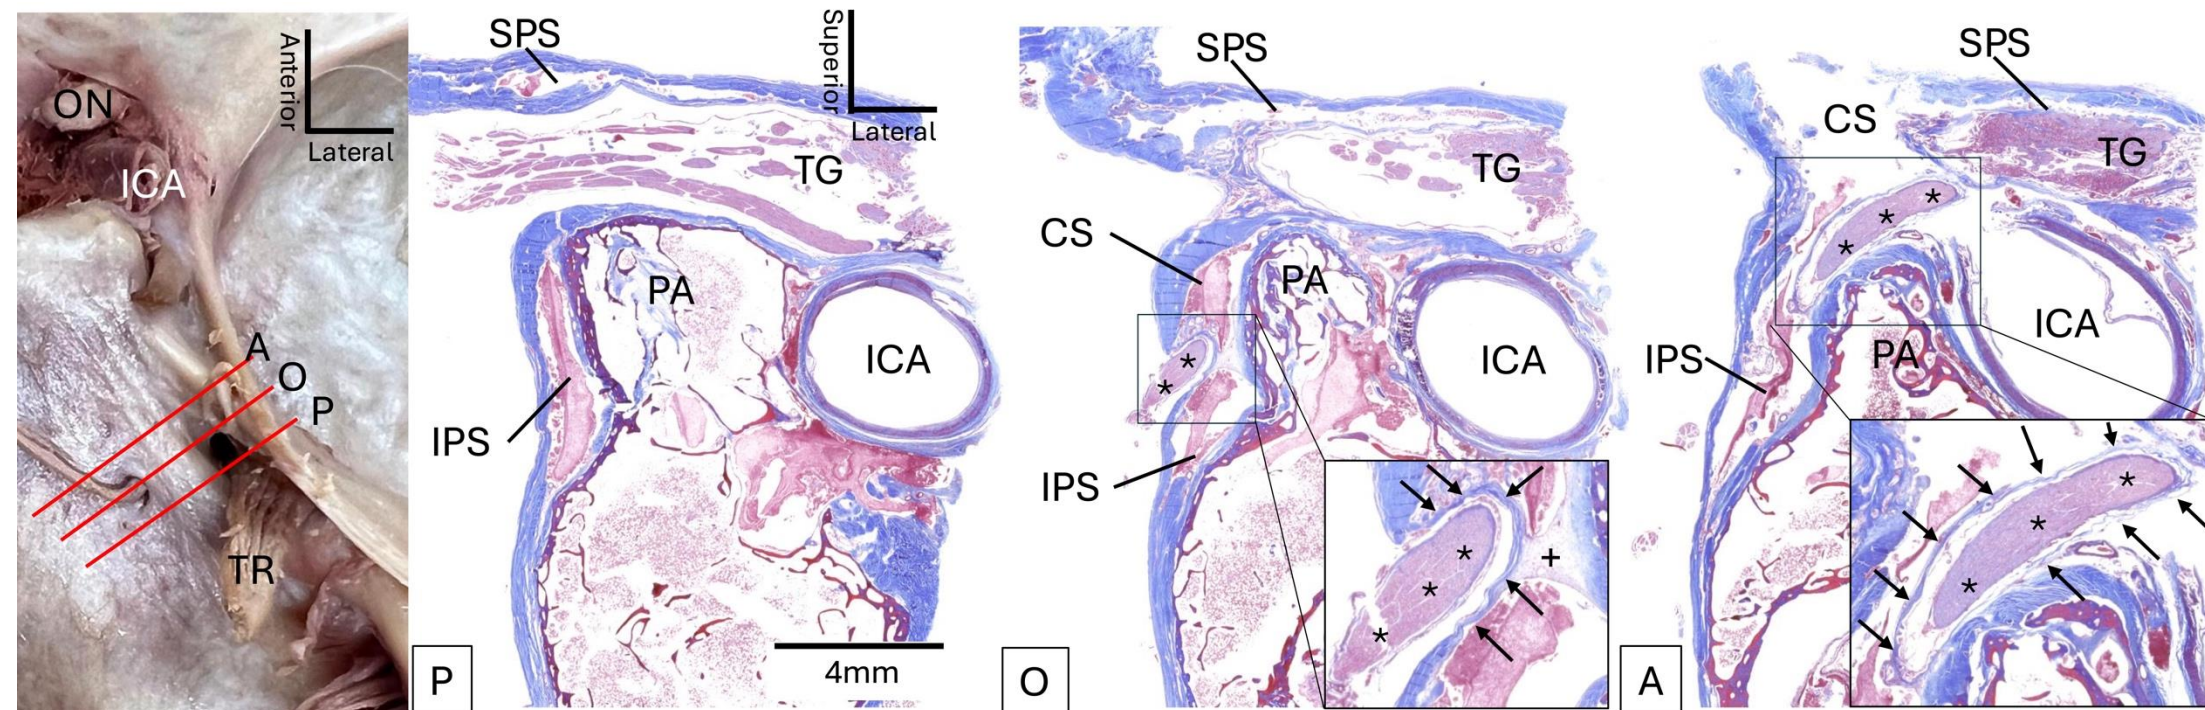 ON
ICA
Anterior
Lateral
A
O
P
TR
SPS
Superior
Lateral
TG
PA
ICA
IPS
4mm
P
SPS
TG
CS
PA
ICA
*
*
IPS
*
*
*
+
O
SPS
CS
TG
*
*
*
ICA
PA
IPS
*
*
*
A